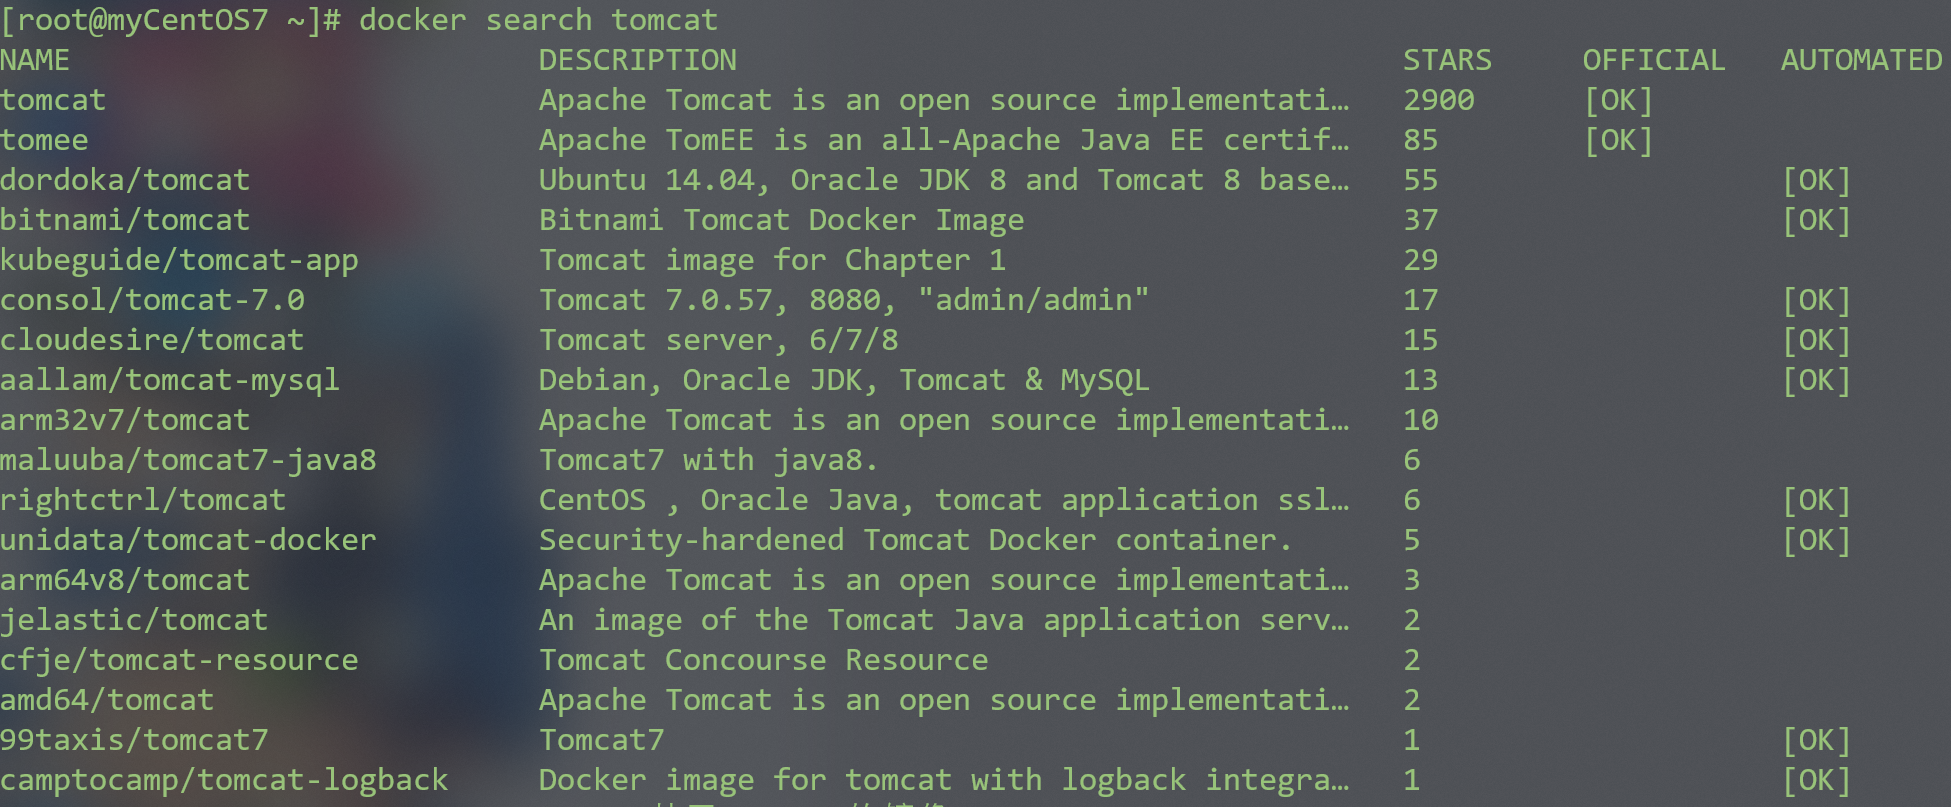 [root@myCentOS7 ~]# docker search tomcat
NAME DESCRIPTION STARS OFFICIAL AUTOMATED
tomcat Apache Tomcat is an open source implementati… 2900 [OK]
tomee Apache TomEE is an all-Apache Java EE certif… 85 [OK]
dordoka/tomcat Ubuntu 14.04, Oracle JDK 8 and Tomcat 8 base… 55 [OK]
bitnami/tomcat Bitnami Tomcat Docker Image 37 [OK]
kubeguide/tomcat-app Tomcat image for Chapter 1 29
consol/tomcat-7.0 Tomcat 7.0.57, 8080, "admin/admin" 17 [OK]
cloudesire/tomcat Tomcat server, 6/7/8 15 [OK]
aallam/tomcat-mysql Debian, Oracle JDK, Tomcat & MySQL 13 [OK]
arm32v7/tomcat Apache Tomcat is an open source implementati… 10
maluuba/tomcat7-java8 Tomcat7 with java8. 6
rightctrl/tomcat CentOS , Oracle Java, tomcat application ssl… 6 [OK]
unidata/tomcat-docker Security-hardened Tomcat Docker container. 5 [OK]
arm64v8/tomcat Apache Tomcat is an open source implementati… 3
jelastic/tomcat An image of the Tomcat Java application serv… 2
cfje/tomcat-resource Tomcat Concourse Resource 2
amd64/tomcat Apache Tomcat is an open source implementati… 2
99taxis/tomcat7 Tomcat7 1 [OK]
camptocamp/tomcat-logback Docker image for tomcat with logback integra… 1 [OK]